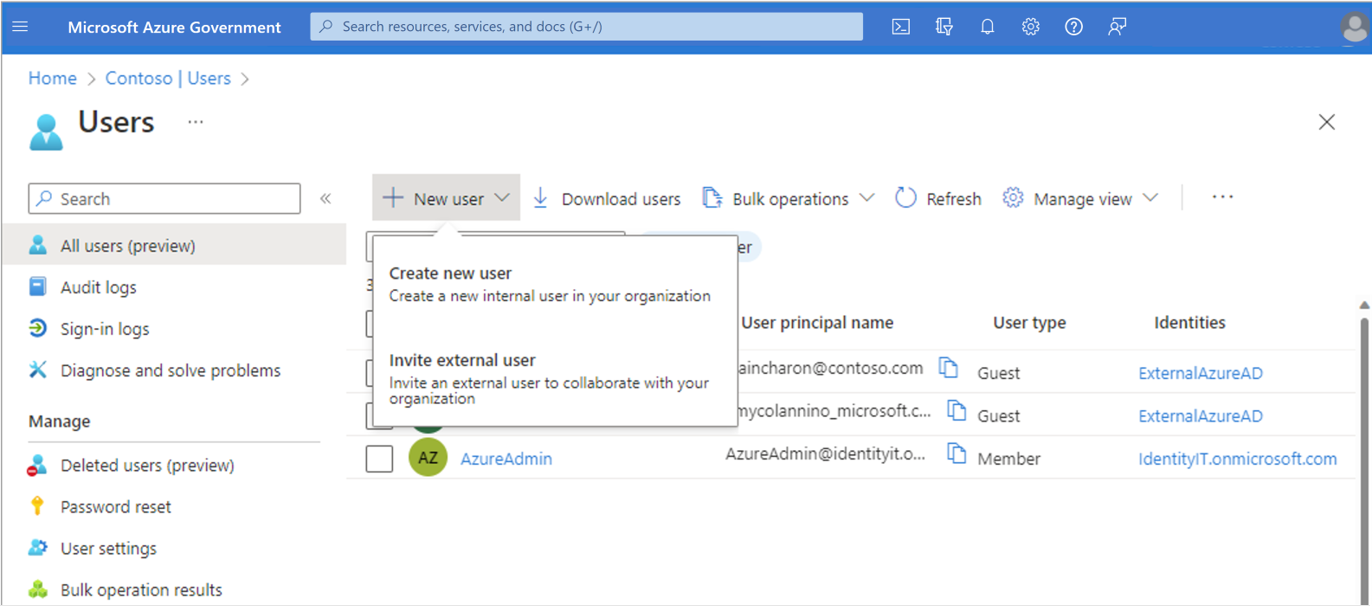 Microsoft Azure Government
Search resources, services, and docs (G+/)
Home > Contoso | Users >
Users ...
Search «
All users (preview)
Audit logs
Sign-in logs
Diagnose and solve problems
Manage
Deleted users (preview)
Password reset
User settings
Bulk operation results
New user Download users Bulk operations Refresh Manage view ...
Create new user
Create a new internal user in your organization
Invite external user
Invite an external user to collaborate with your
organization
User principal name User type Identities
aincharon@contoso.com Guest ExternalAzureAD
mycolannino_microsoft.c... Guest ExternalAzureAD
AZ AzureAdmin AzureAdmin@identityit.o... Member IdentityIT.onmicrosoft.com